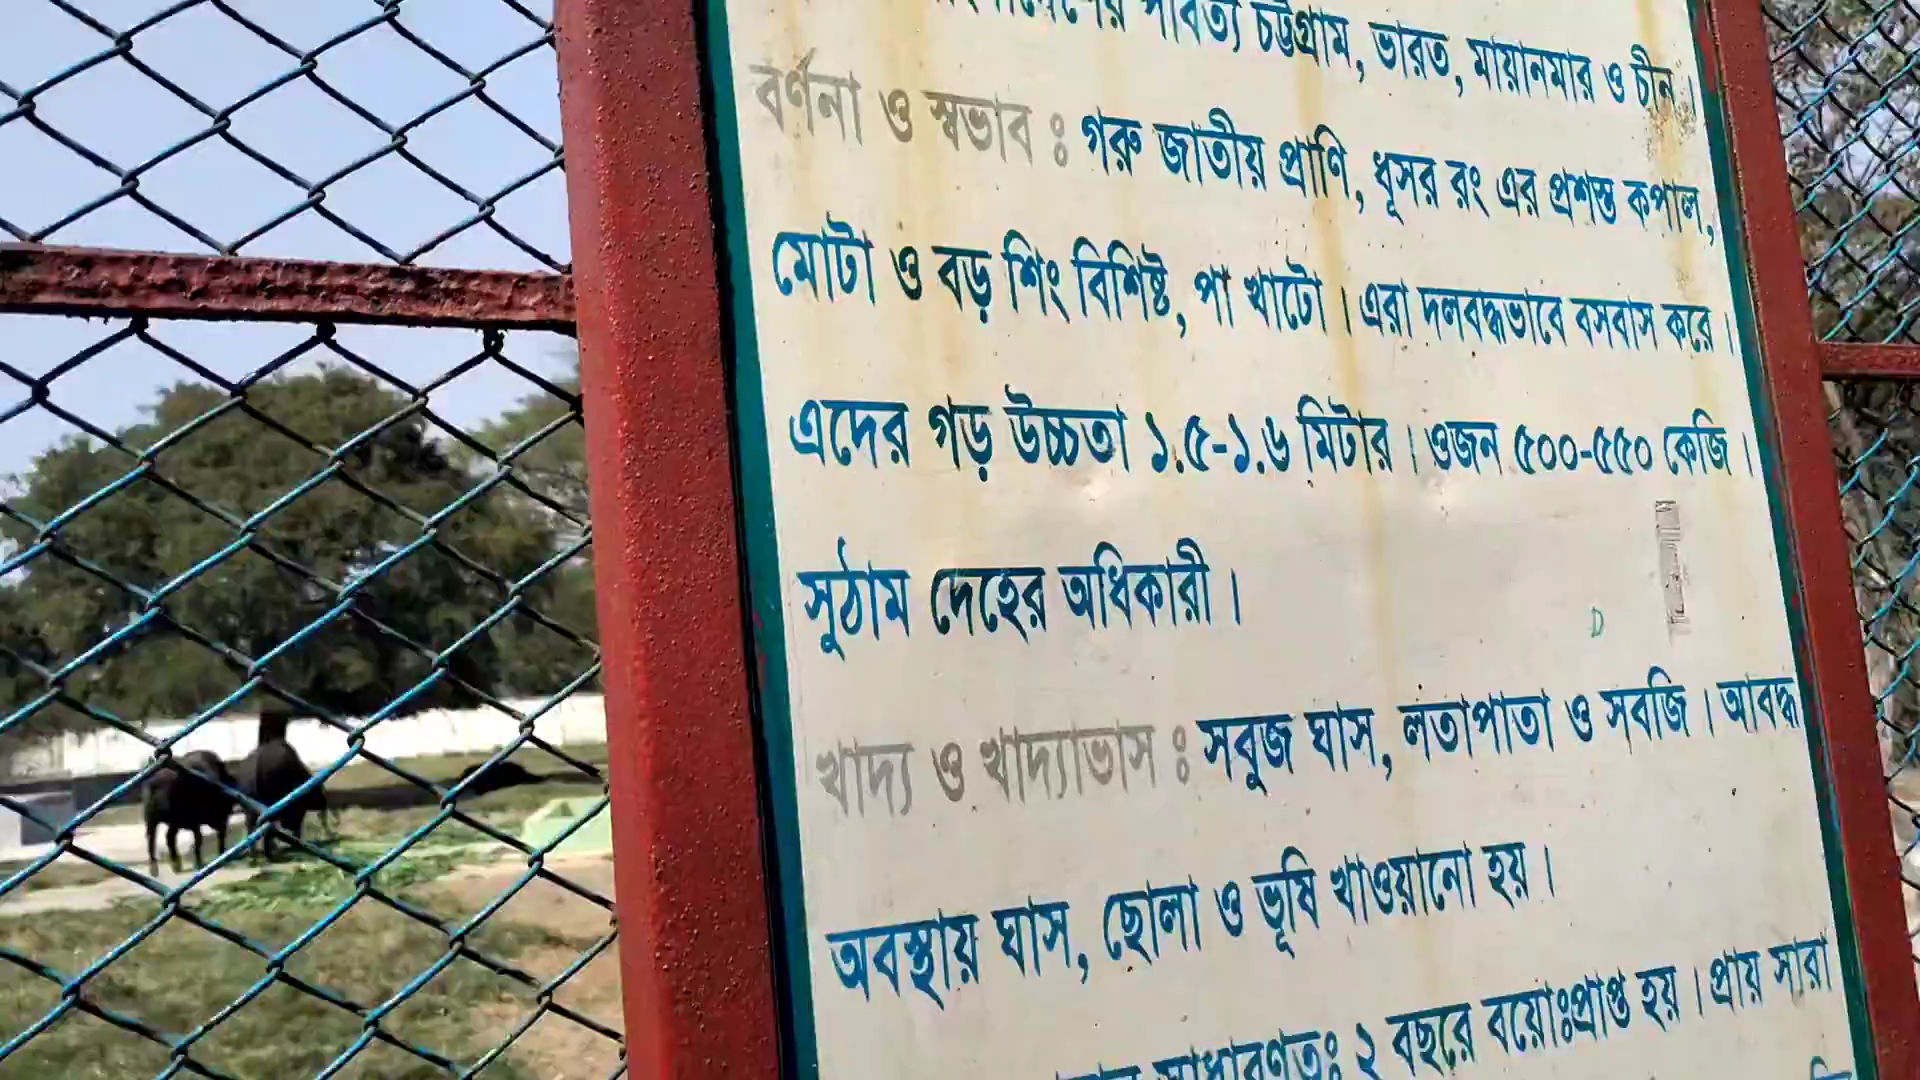 পার্বত্য চট্টগ্রাম, ভারত, মায়ানমার ও চীন।
বর্ণনা ও স্বভাব ঃ গরু জাতীয় প্রাণি, ধূসর রং এর প্রশস্ত কপাল,
মোটা ও বড় শিং বিশিষ্ট, পা খাটো। এরা দলবদ্ধভাবে বসবাস করে।
এদের গড় উচ্চতা ১.৫-১.৬ মিটার। ওজন ৫০০-৫৫০ কেজি।
সুঠাম দেহের অধিকারী।
খাদ্য ও খাদ্যাভাস ঃ সবুজ ঘাস, লতাপাতা ও সবজি। আবদ্ধ
অবস্থায় ঘাস, ছোলা ও ভূষি খাওয়ানো হয়।
সাধারণতঃ ২ বছরে বয়োঃপ্রাপ্ত হয়। প্রায় সারা